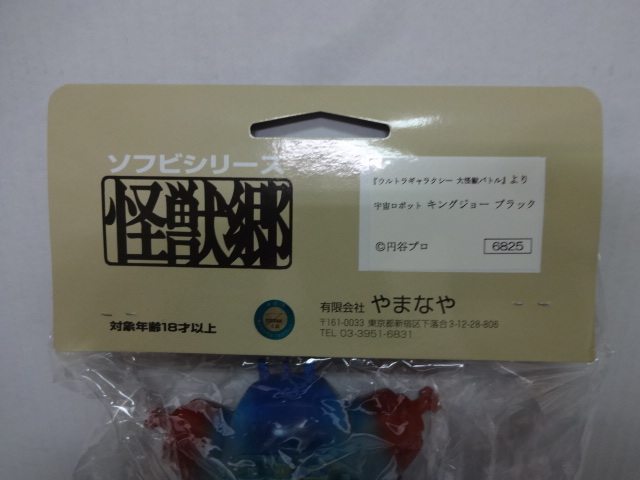 ソフビシリーズ
怪獣郷
対象年齢18才以上
『ウルトラギャラクシー 大怪獣バトル』より
宇宙ロボット キングジョー ブラック
©円谷プロ 6825
有限会社 やまなや
〒161-0033 東京都新宿区下落合3-12-28-806
TEL 03-3951-6831